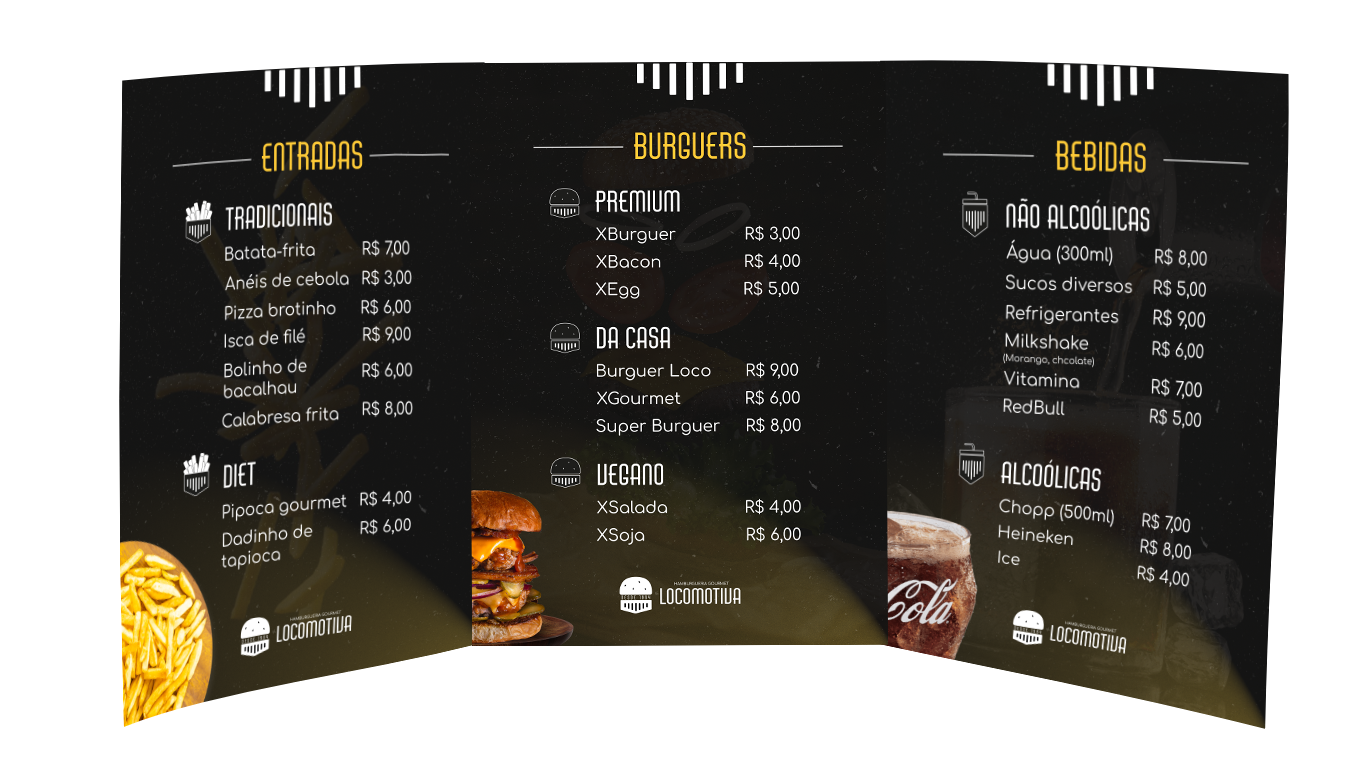 ENTRADAS
TRADICIONAIS
Batata-frita R$ 7,00
Anéis de cebola R$ 3,00
Pizza brotinho R$ 6,00
Isca de filé R$ 9,00
Bolinho de R$ 6,00
bacalhau
Calabresa frita R$ 8,00
DIET
Pipoca gourmet R$ 4,00
Dadinho de R$ 6,00
tapioca
HAMBURGUERIA GOURMET
LOCOMOTIVA
BURGUERS
PREMIUM
XBurguer R$ 3,00
XBacon R$ 4,00
XEgg R$ 5,00
DA CASA
Burguer Loco R$ 9,00
XGourmet R$ 6,00
Super Burguer R$ 8,00
VEGANO
XSalada R$ 4,00
XSoja R$ 6,00
HAMBURGUERIA GOURMET
LOCOMOTIVA
BEBIDAS
NÃO ALCOÓLICAS
Água (300ml) R$ 8,00
Sucos diversos R$ 5,00
Refrigerantes R$ 9,00
Milkshake R$ 6,00
(Morango, chcolate)
Vitamina R$ 7,00
RedBull R$ 5,00
ALCOÓLICAS
Chopp (500ml) R$ 7,00
Heineken R$ 8,00
Ice R$ 4,00
Cola
HAMBURGUERIA GOURMET
LOCOMOTIVA